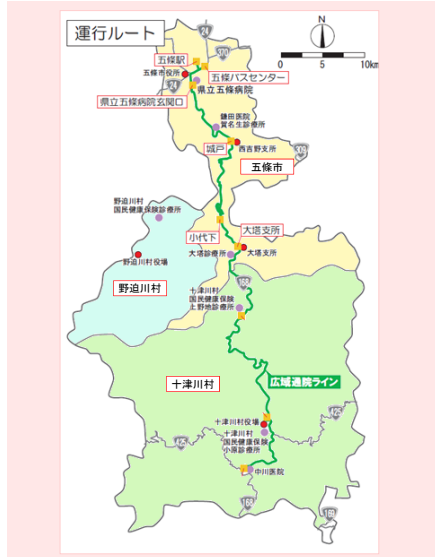 運行ルート
N
0 5 10km
24
370
五條駅
五條市役所
五條バスセンター
24
県立五條病院
県立五條病院玄関口
鎌田医院
賀名生診療所
城戸
西吉野支所
309
五條市
野迫川村
国民健康保険診療所
小代下
大塔支所
野迫川村役場
大塔診療所
大塔支所
野迫川村
168
十津川村
国民健康保険
上野地診療所
十津川村
広域通院ライン
425
十津川村役場
十津川村
国民健康保険
小原診療所
425
中川医院
168
169